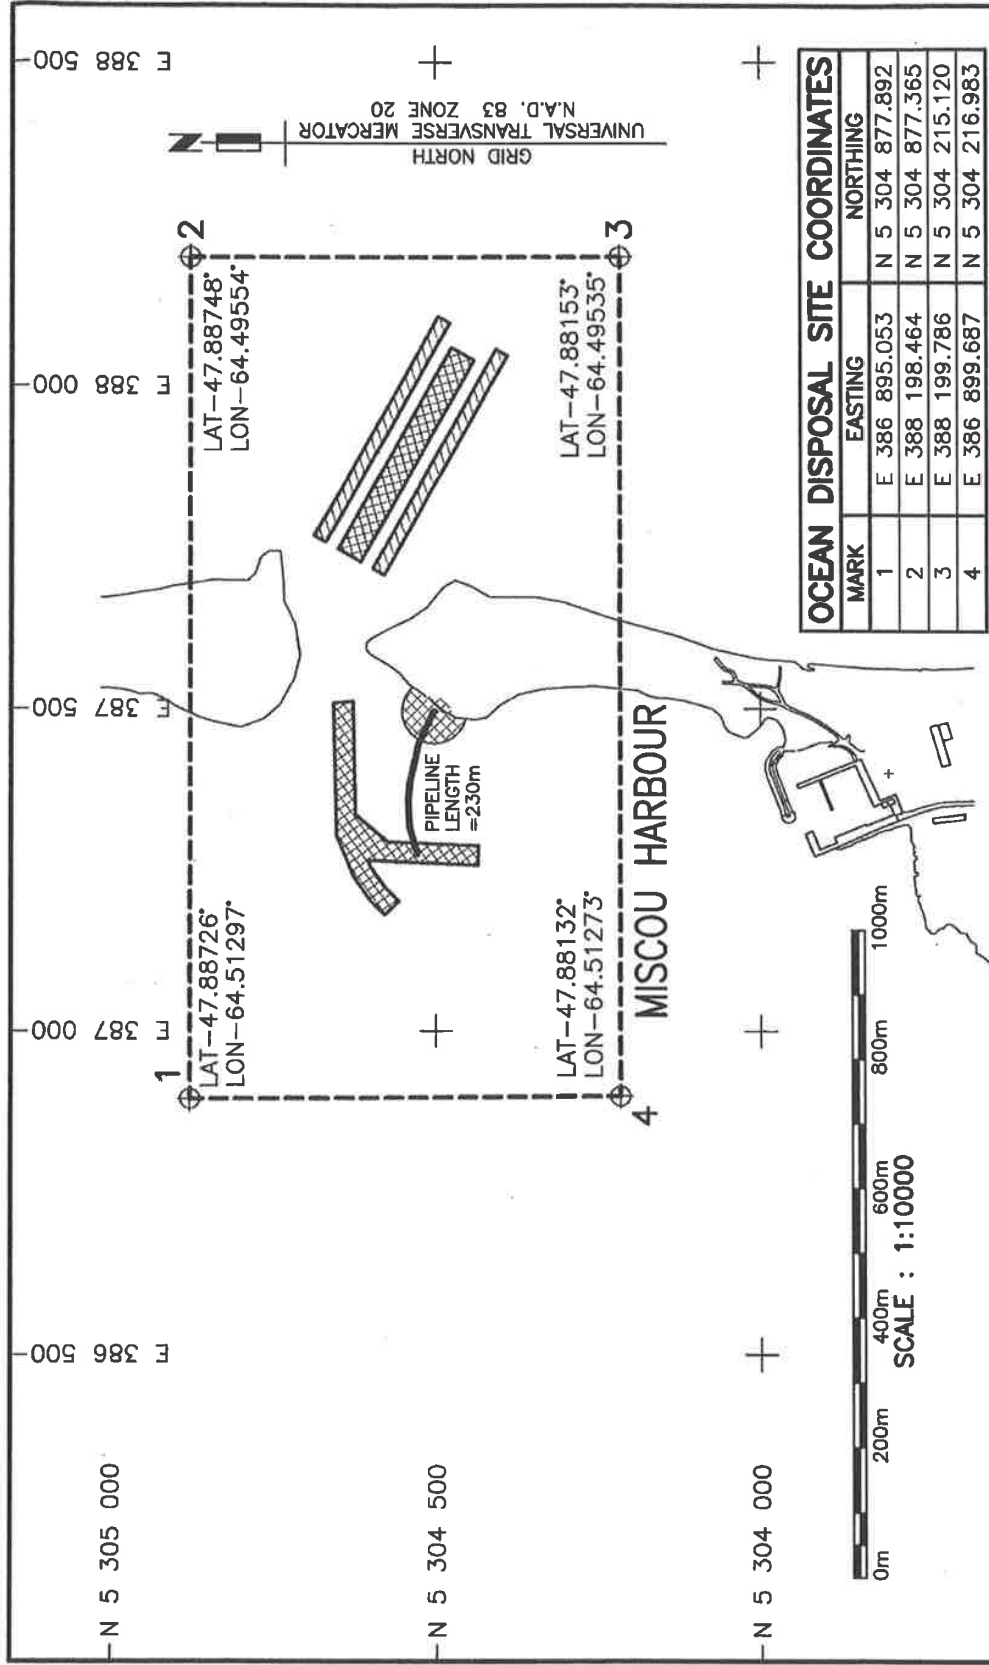 E 386 500
E 387 000
E 387 500
E 388 000
E 388 500
N 5 305 000
N 5 304 500
N 5 304 000
GRID NORTH
UNIVERSAL TRANSVERSE MERCATOR
N.A.D. 83 ZONE 20
N
1
LAT-47.88726°
LON-64.51297°
2
LAT-47.88748°
LON-64.49554°
PIPELINE
LENGTH
=230m
LAT-47.88132°
LON-64.51273°
4
LAT-47.88153°
LON-64.49535°
3
MISCOU HARBOUR
0m 200m 400m 600m 800m 1000m
SCALE : 1:10000
OCEAN DISPOSAL SITE COORDINATES
MARK EASTING NORTHING
1 E 386 895.053 N 5 304 877.892
2 E 388 198.464 N 5 304 877.365
3 E 388 199.786 N 5 304 215.120
4 E 386 899.687 N 5 304 216.983